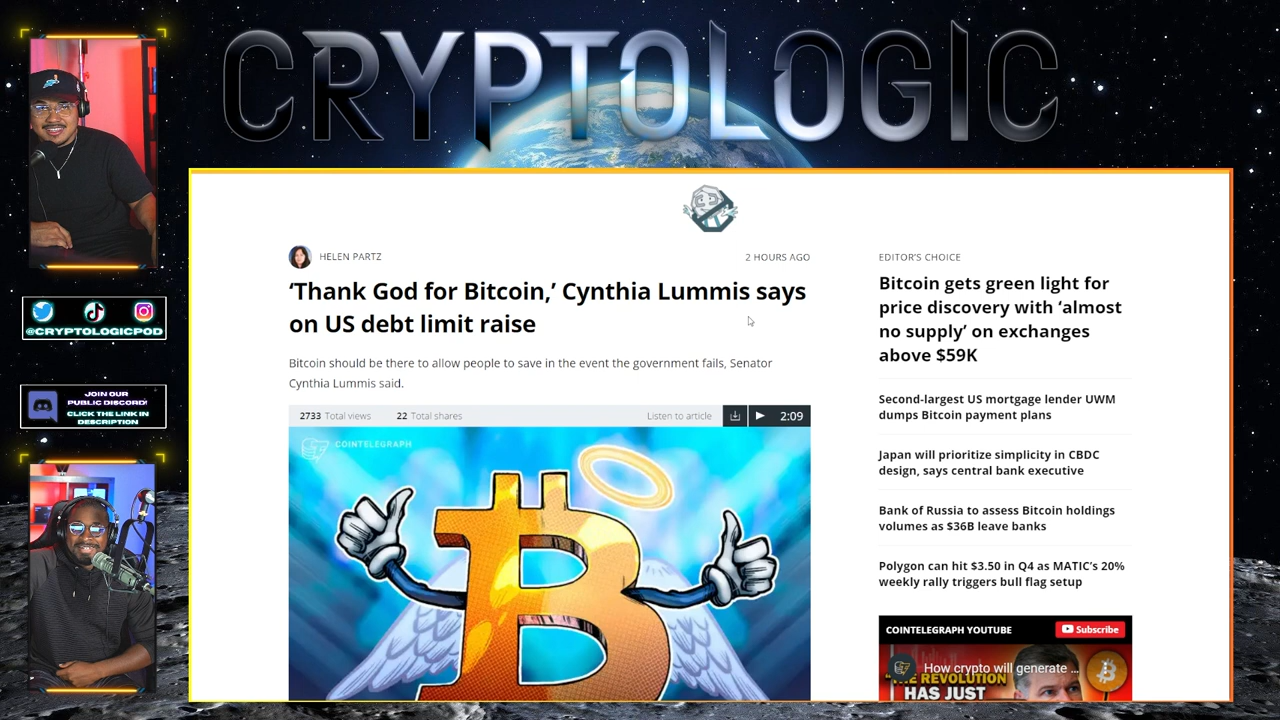 CRYPTOLOGIC
@CRYPTOLOGICPOD
JOIN OUR
PUBLIC DISCORD!
CLICK THE LINK IN
DESCRIPTION
HELEN PARTZ
2 HOURS AGO
‘Thank God for Bitcoin,’ Cynthia Lummis says
on US debt limit raise
Bitcoin should be there to allow people to save in the event the government fails, Senator
Cynthia Lummis said.
2733 Total views
22 Total shares
Listen to article
2:09
COINTELEGRAPH
EDITOR’S CHOICE
Bitcoin gets green light for
price discovery with ‘almost
no supply’ on exchanges
above $59K
Second-largest US mortgage lender UWM
dumps Bitcoin payment plans
Japan will prioritize simplicity in CBDC
design, says central bank executive
Bank of Russia to assess Bitcoin holdings
volumes as $36B leave banks
Polygon can hit $3.50 in Q4 as MATIC’s 20%
weekly rally triggers bull flag setup
COINTELEGRAPH YOUTUBE
Subscribe
How crypto will generate ...
REVOLUTION
HAS JUST